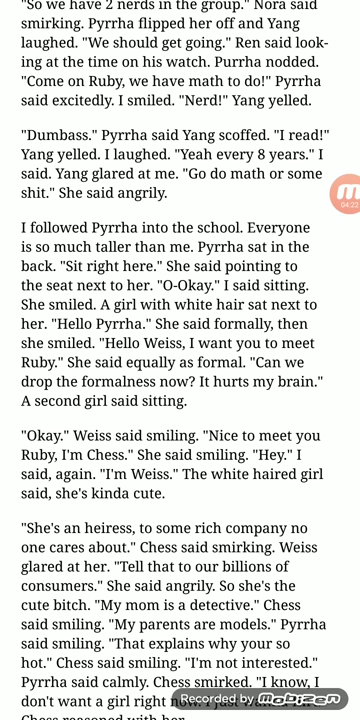 "So we have 2 nerds in the group." Nora said
smirking. Pyrrha flipped her off and Yang
laughed. "We should get going." Ren said look-
ing at the time on his watch. Purrha nodded.
"Come on Ruby, we have math to do!" Pyrrha
said excitedly. I smiled. "Nerd!" Yang yelled.
"Dumbass." Pyrrha said Yang scoffed. "I read!"
Yang yelled. I laughed. "Yeah every 8 years." I
said. Yang glared at me. "Go do math or some
shit." She said angrily.
04:22
I followed Pyrrha into the school. Everyone
is so much taller than me. Pyrrha sat in the
back. "Sit right here." She said pointing to
the seat next to her. "O-Okay." I said sitting.
She smiled. A girl with white hair sat next to
her. "Hello Pyrrha." She said formally, then
she smiled. "Hello Weiss, I want you to meet
Ruby." She said equally as formal. "Can we
drop the formalness now? It hurts my brain."
A second girl said sitting.
"Okay." Weiss said smiling. "Nice to meet you
Ruby, I'm Chess." She said smiling. "Hey." I
said, again. "I'm Weiss." The white haired girl
said, she's kinda cute.
"She's an heiress, to some rich company no
one cares about." Chess said smirking. Weiss
glared at her. "Tell that to our billions of
consumers." She said angrily. So she's the
cute bitch. "My mom is a detective." Chess
said smiling. "My parents are models." Pyrrha
said smiling. "That explains why your so
hot." Chess said smiling. "I'm not interested."
Pyrrha said calmly. Chess smirked. "I know, I
don't want a girl right
Recorded by Mobizen
Chess reasoned with her